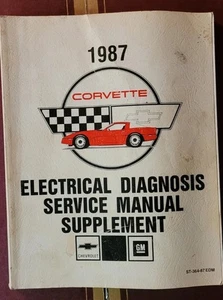 1987
CORVETTE
ELECTRICAL DIAGNOSIS
SERVICE MANUAL
SUPPLEMENT
CHEVROLET
GM